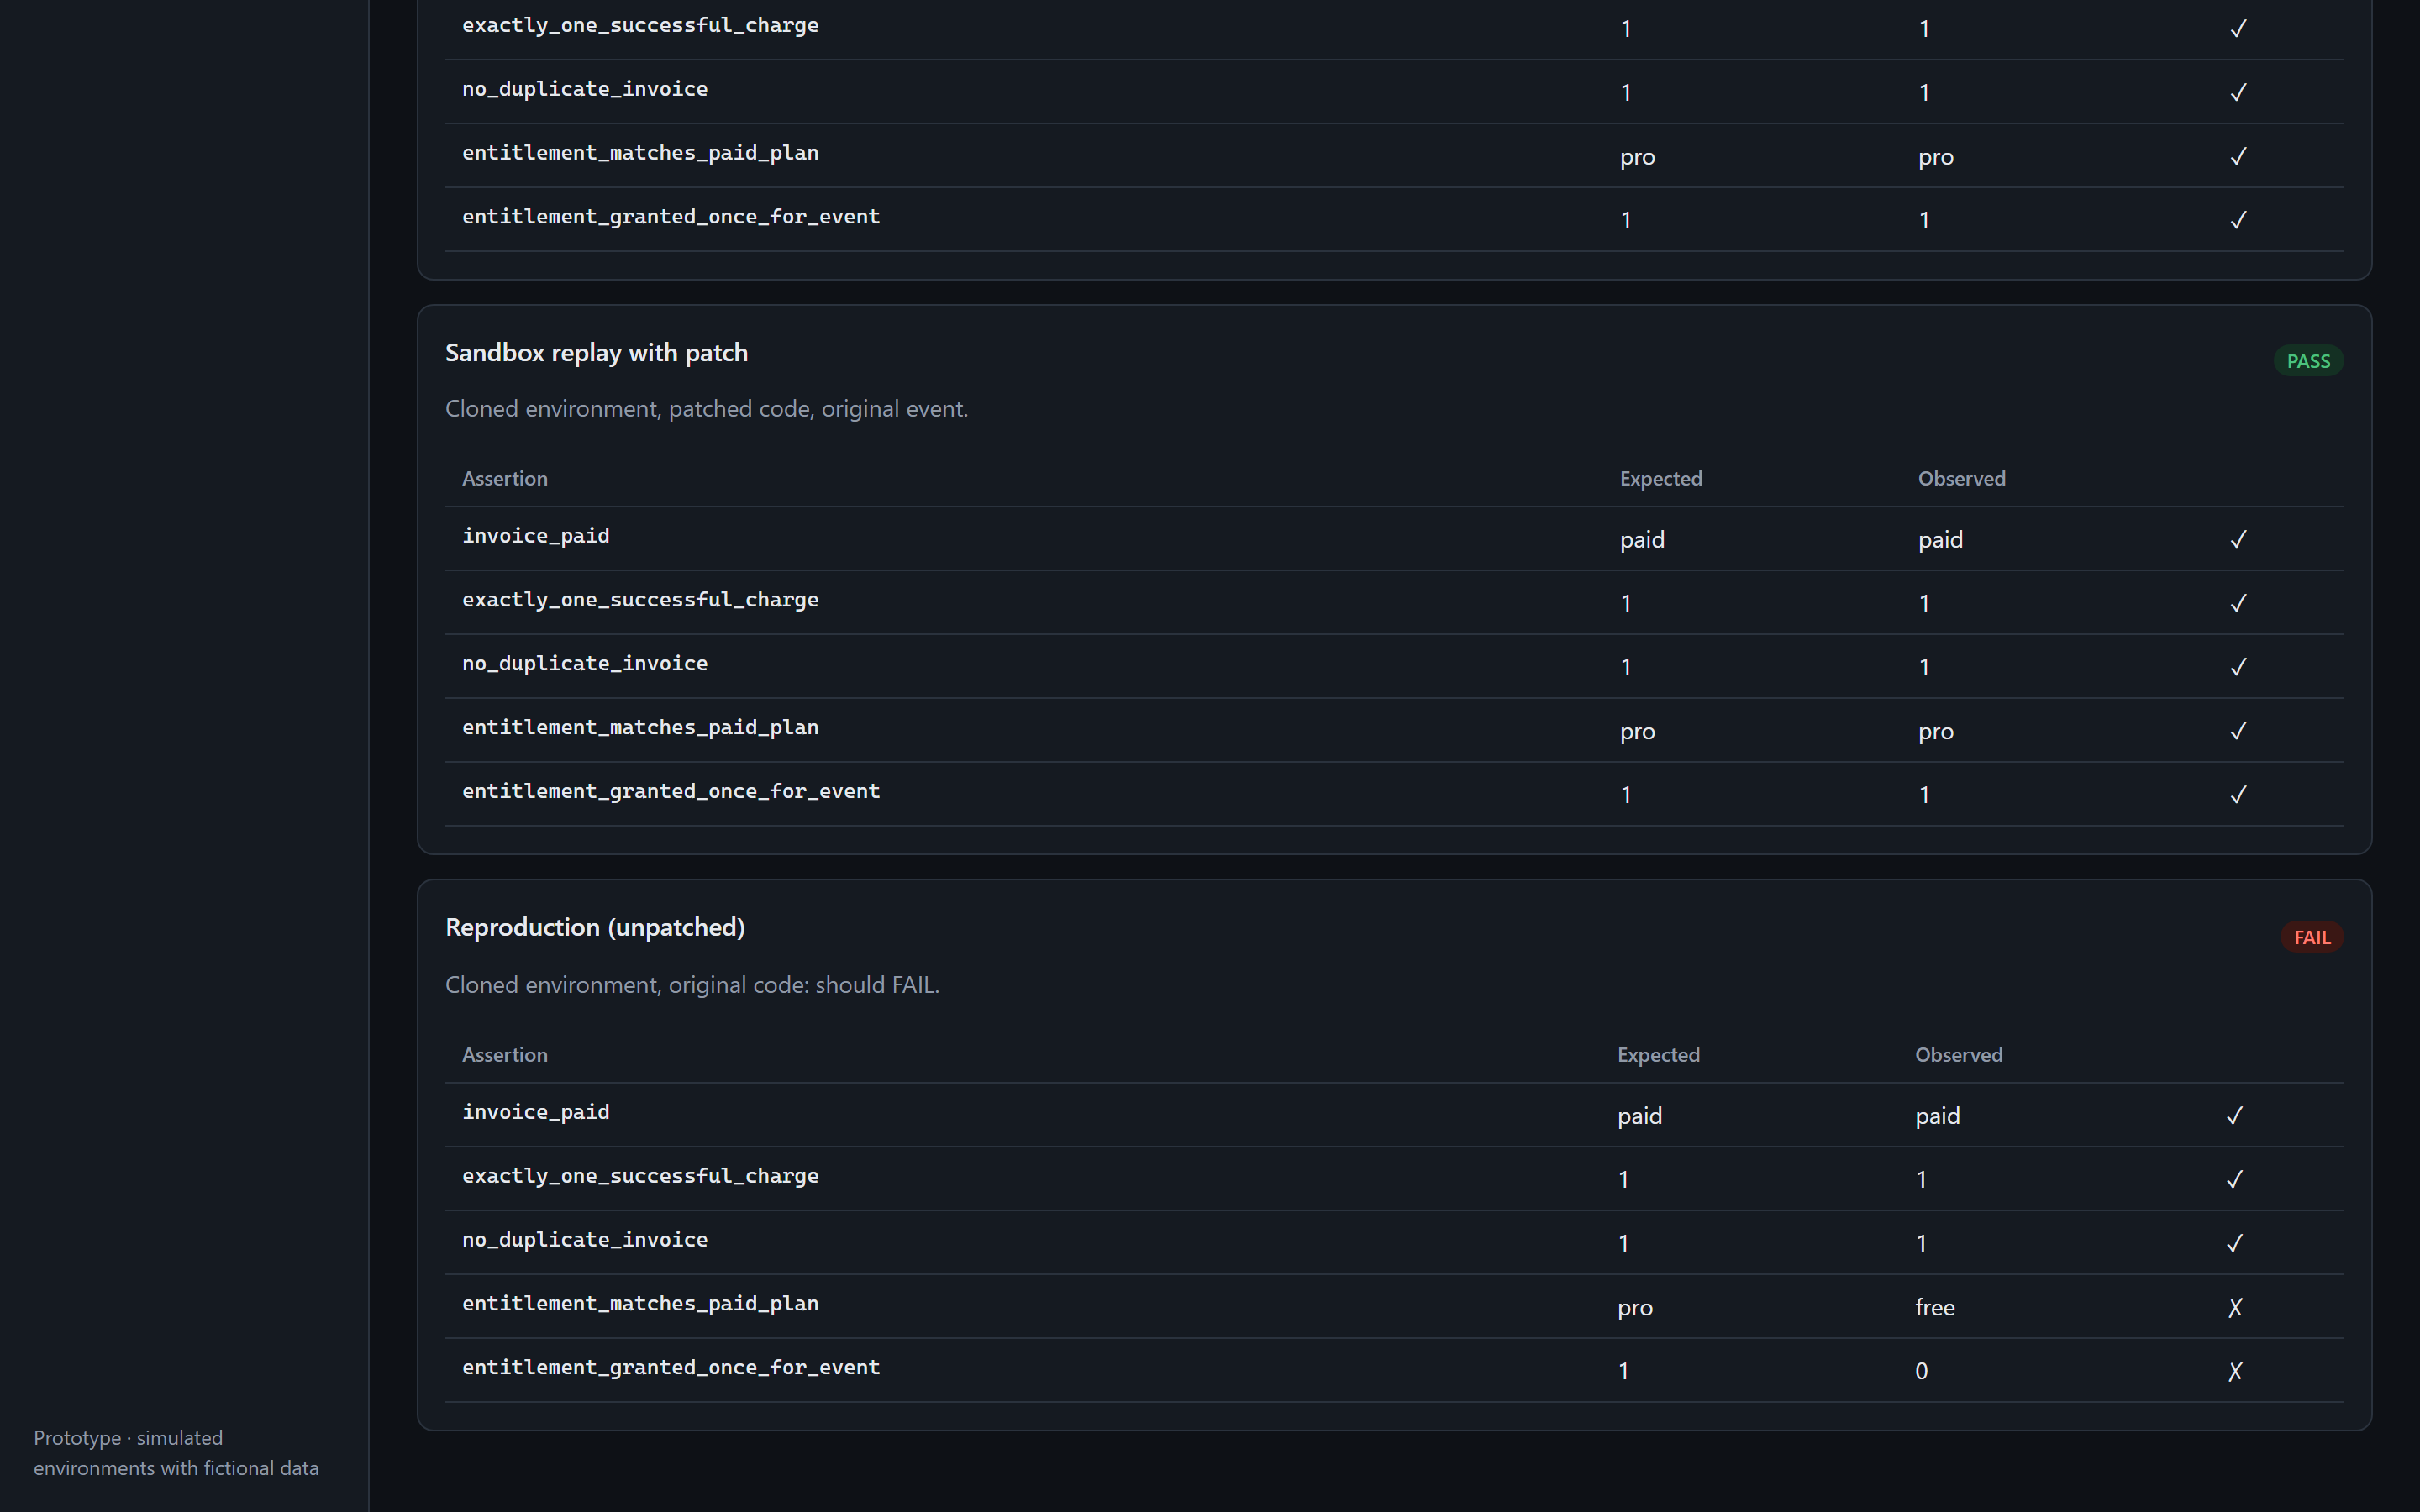 exactly_one_successful_charge 1 1 ✓
no_duplicate_invoice 1 1 ✓
entitlement_matches_paid_plan pro pro ✓
entitlement_granted_once_for_event 1 1 ✓
Sandbox replay with patch PASS
Cloned environment, patched code, original event.
Assertion Expected Observed
invoice_paid paid paid ✓
exactly_one_successful_charge 1 1 ✓
no_duplicate_invoice 1 1 ✓
entitlement_matches_paid_plan pro pro ✓
entitlement_granted_once_for_event 1 1 ✓
Reproduction (unpatched) FAIL
Cloned environment, original code: should FAIL.
Assertion Expected Observed
invoice_paid paid paid ✓
exactly_one_successful_charge 1 1 ✓
no_duplicate_invoice 1 1 ✓
entitlement_matches_paid_plan pro free ✗
entitlement_granted_once_for_event 1 0 ✗
Prototype · simulated
environments with fictional data